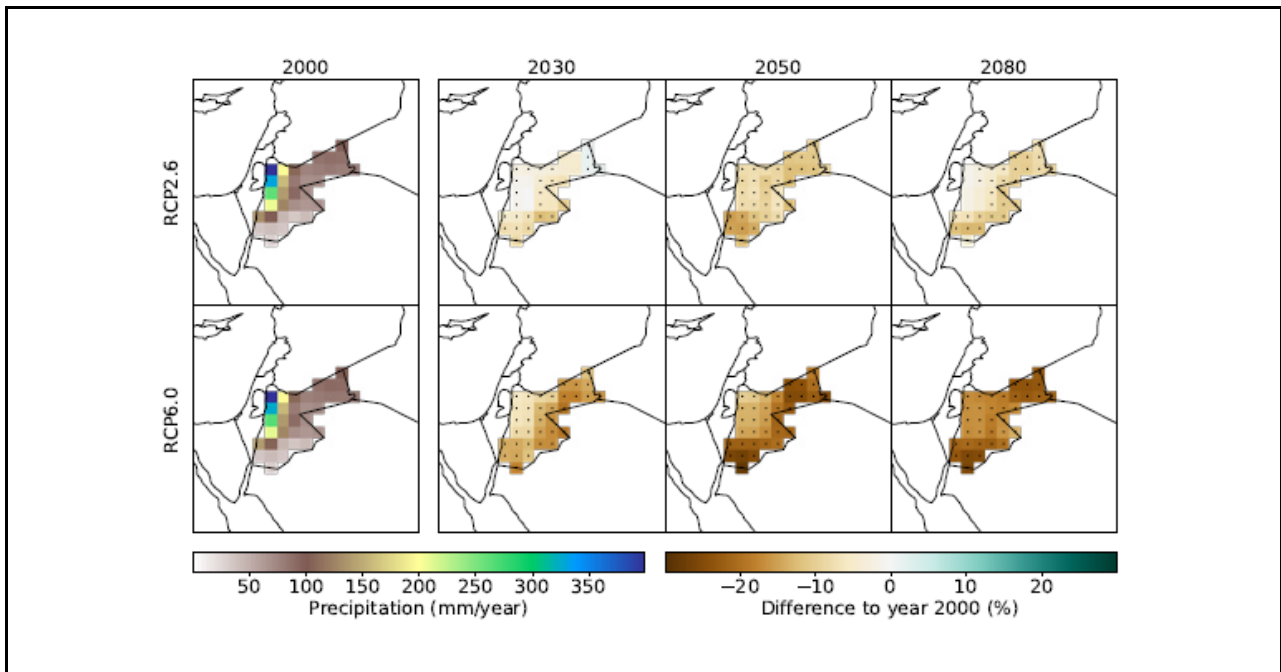 2000 2030 2050 2080
RCP2.6
RCP6.0
50 100 150 200 250 300 350 −20 −10 0 10 20
Precipitation (mm/year) Difference to year 2000 (%)